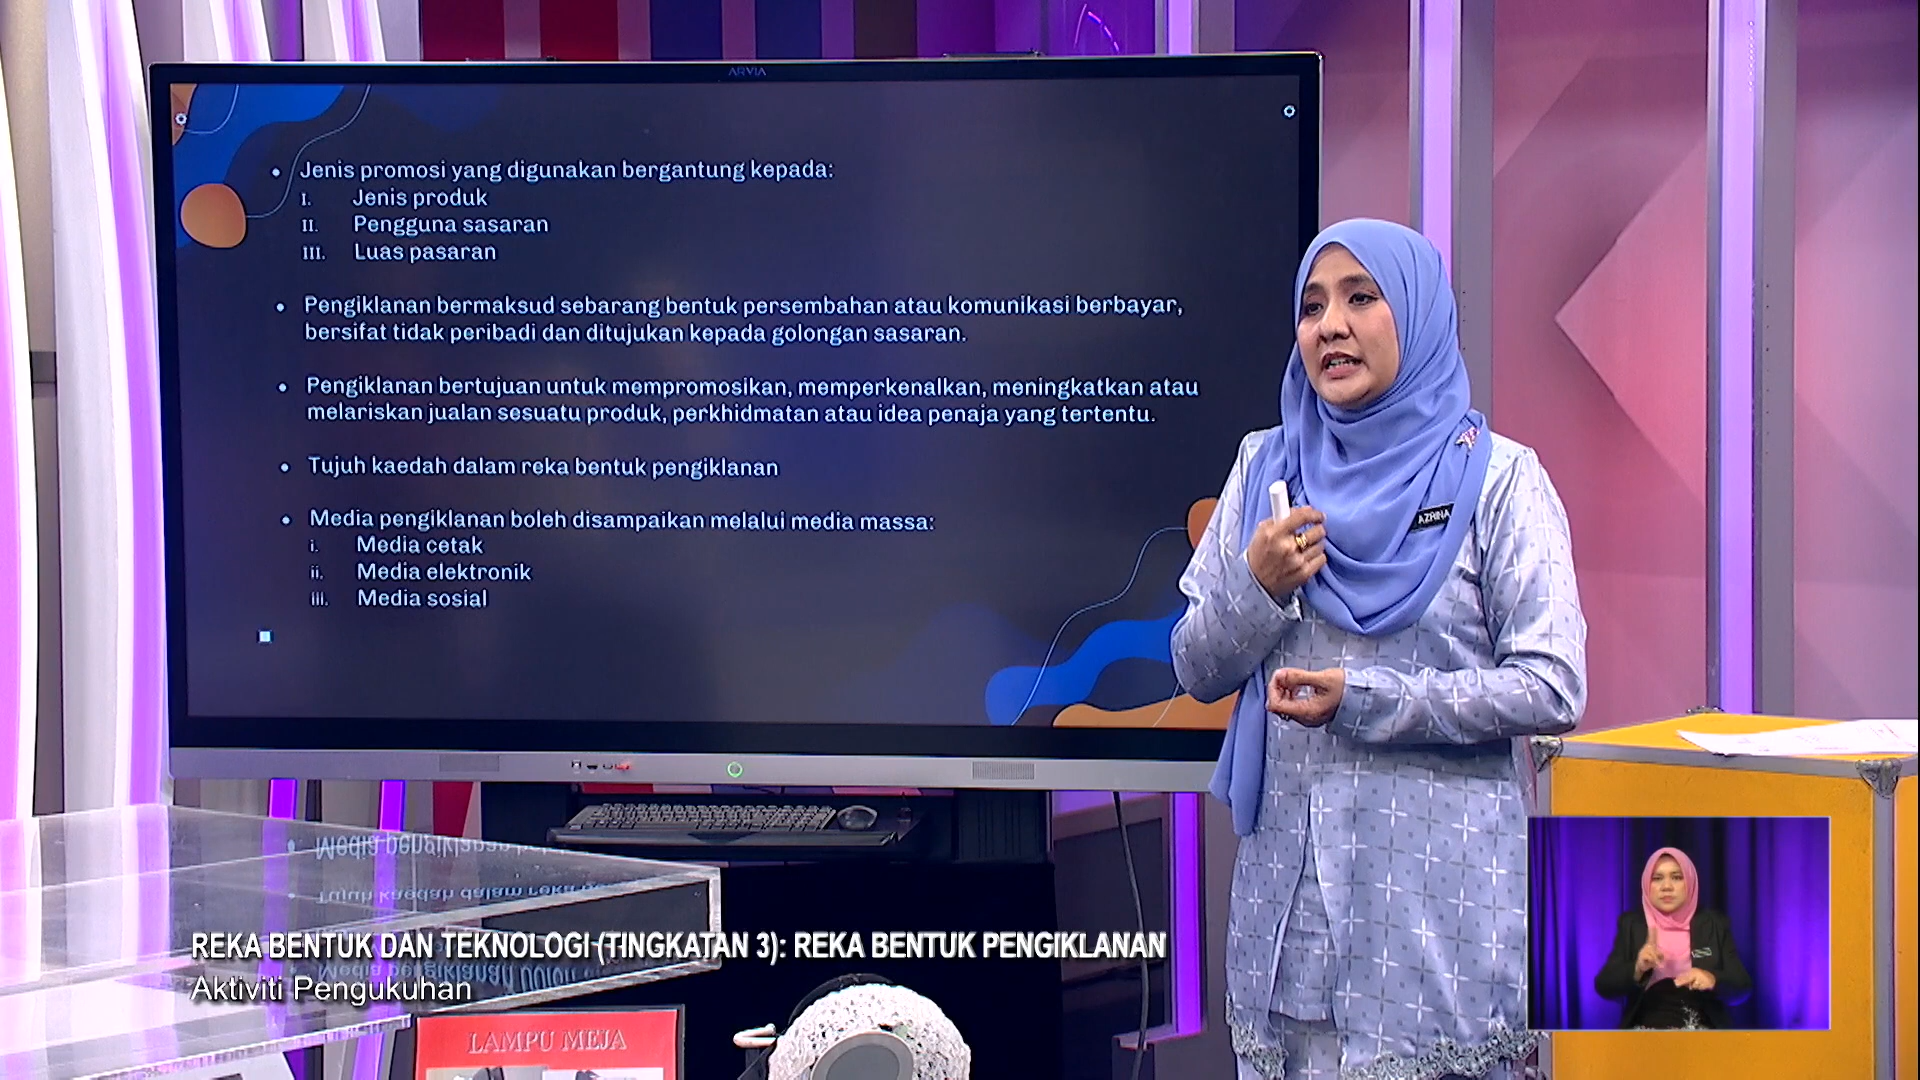 ARVIA
• Jenis promosi yang digunakan bergantung kepada:
I. Jenis produk
II. Pengguna sasaran
III. Luas pasaran
• Pengiklanan bermaksud sebarang bentuk persembahan atau komunikasi berbayar,
bersifat tidak peribadi dan ditujukan kepada golongan sasaran.
• Pengiklanan bertujuan untuk mempromosikan, memperkenalkan, meningkatkan atau
melariskan jualan sesuatu produk, perkhidmatan atau idea penaja yang tertentu.
• Tujuh kaedah dalam reka bentuk pengiklanan
• Media pengiklanan boleh disampaikan melalui media massa:
i. Media cetak
ii. Media elektronik
iii. Media sosial
AZRINA
REKA BENTUK DAN TEKNOLOGI (TINGKATAN 3): REKA BENTUK PENGIKLANAN
Aktiviti Pengukuhan
LAMPU MEJA